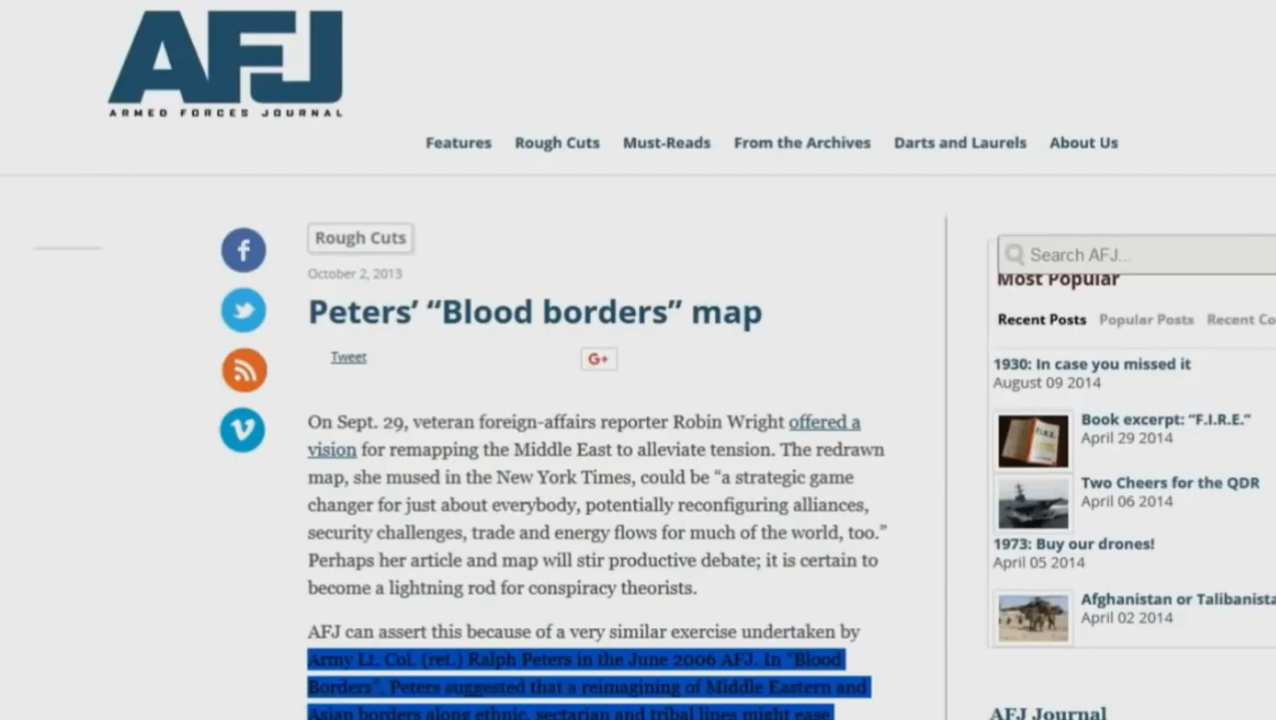 AFJ
ARMED FORCES JOURNAL
Features Rough Cuts Must-Reads From the Archives Darts and Laurels About Us
Rough Cuts
October 2, 2013
Peters' “Blood borders” map
Tweet
G+
On Sept. 29, veteran foreign-affairs reporter Robin Wright offered a
vision for remapping the Middle East to alleviate tension. The redrawn
map, she mused in the New York Times, could be “a strategic game
changer for just about everybody, potentially reconfiguring alliances,
security challenges, trade and energy flows for much of the world, too.”
Perhaps her article and map will stir productive debate; it is certain to
become a lightning rod for conspiracy theorists.
AFJ can assert this because of a very similar exercise undertaken by
Army Lt. Col. (ret.) Ralph Peters in the June 2006 AFJ. In “Blood
Borders”, Peters suggested that a reimagining of Middle Eastern and
Asian borders along ethnic, sectarian and tribal lines might ease
Search AFJ...
Most Popular
Recent Posts Popular Posts Recent Co
1930: In case you missed it
August 09 2014
Book excerpt: “F.I.R.E.”
April 29 2014
Two Cheers for the QDR
April 06 2014
1973: Buy our drones!
April 05 2014
Afghanistan or Talibanista
April 02 2014
AFJ Journal